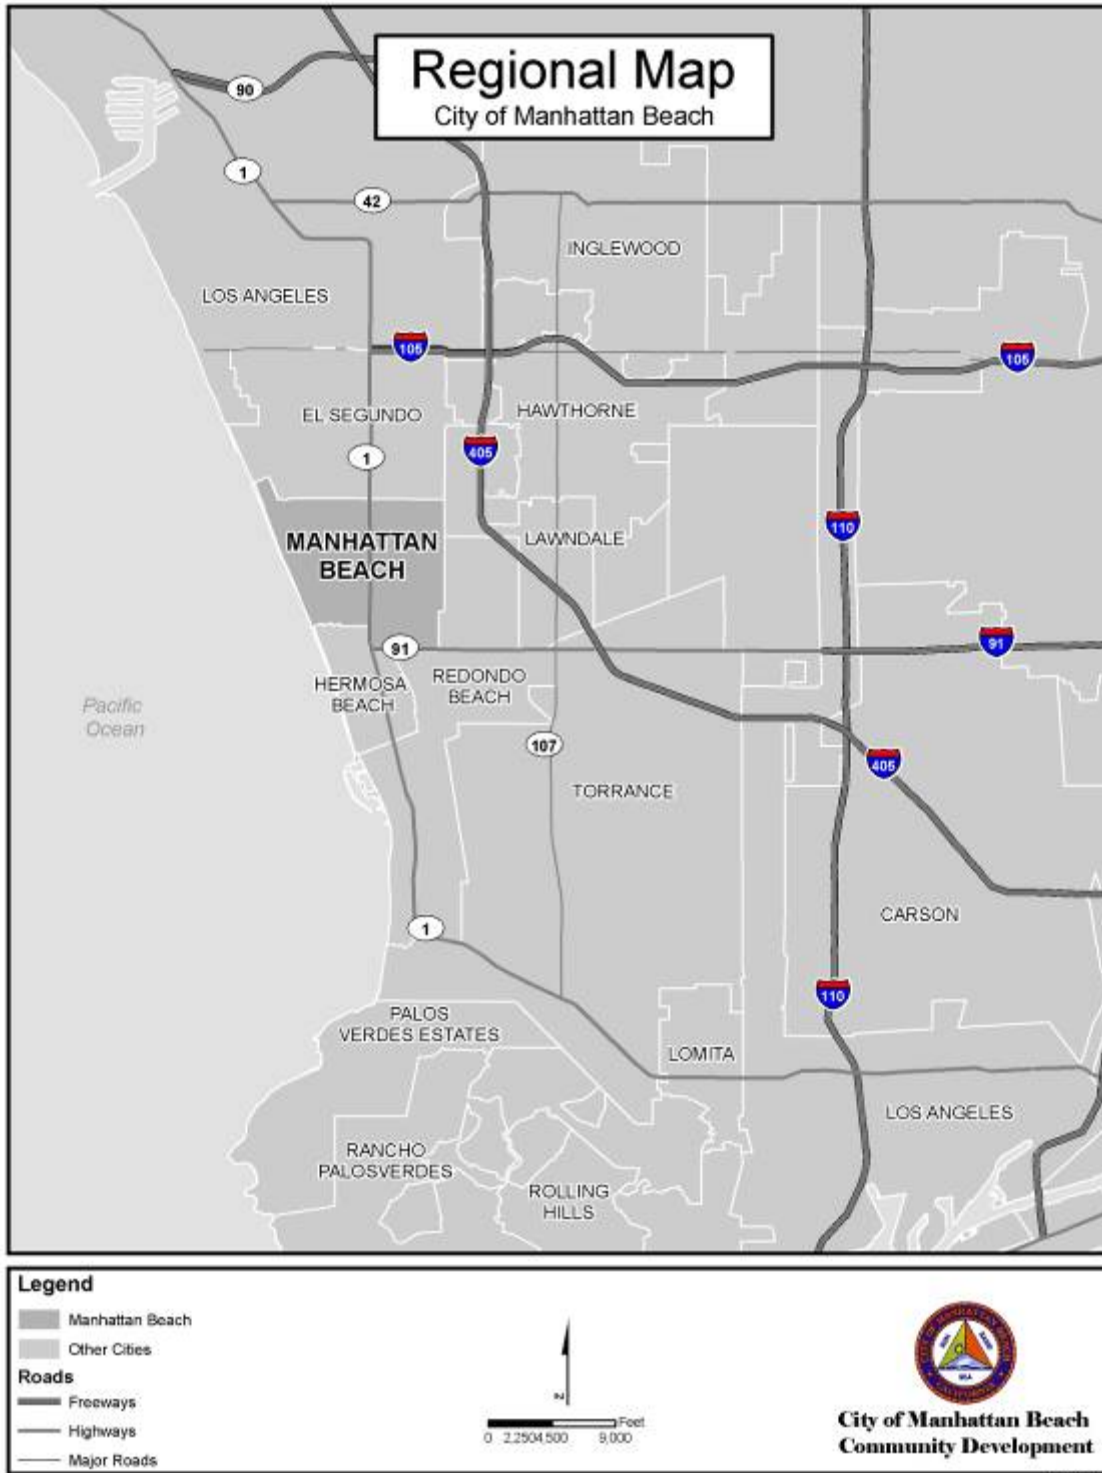 Regional Map
City of Manhattan Beach
90
1
42
INGLEWOOD
LOS ANGELES
105
105
EL SEGUNDO
HAWTHORNE
1
405
110
MANHATTAN
BEACH
LAWNDALE
91
91
HERMOSA
BEACH
REDONDO
BEACH
Pacific
Ocean
107
405
TORRANCE
CARSON
1
110
PALOS
VERDES ESTATES
LOMITA
LOS ANGELES
RANCHO
PALOSVERDES
ROLLING
HILLS
Legend
Manhattan Beach
Other Cities
Roads
Freeways
Highways
Major Roads
N
Feet
0 2,2504,500 9,000
City of Manhattan Beach
Community Development